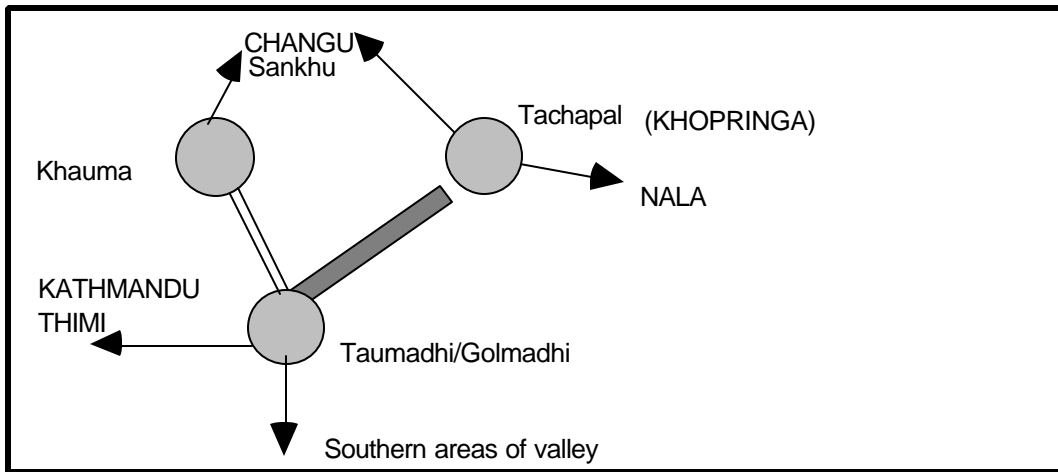 CHANGU
Sankhu
Tachapal (KHOPRINGA)
Khauma
NALA
KATHMANDU
THIMI
Taumadhi/Golmadhi
Southern areas of valley